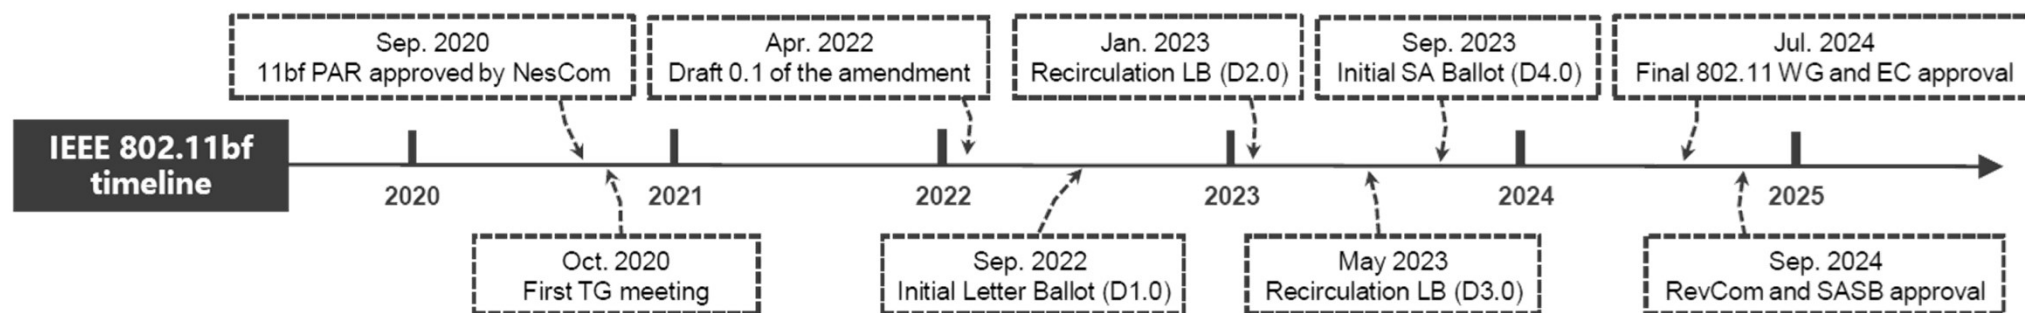 Sep. 2020
11bf PAR approved by NesCom
Apr. 2022
Draft 0.1 of the amendment
Jan. 2023
Recirculation LB (D2.0)
Sep. 2023
Initial SA Ballot (D4.0)
Jul. 2024
Final 802.11 WG and EC approval
IEEE 802.11bf
timeline
2020
2021
2022
2023
2024
2025
Oct. 2020
First TG meeting
Sep. 2022
Initial Letter Ballot (D1.0)
May 2023
Recirculation LB (D3.0)
Sep. 2024
RevCom and SASB approval